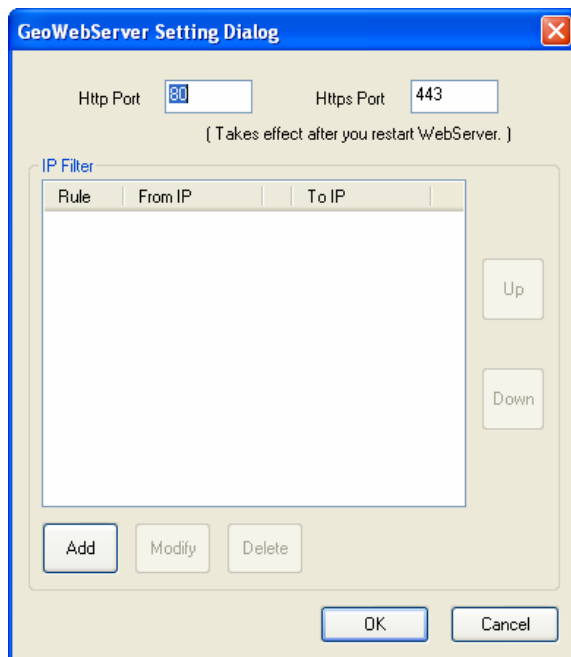 GeoWebServer Setting Dialog
Http Port 80 Https Port 443
( Takes effect after you restart WebServer. )
IP Filter
Rule From IP To IP
Up
Down
Add Modify Delete
OK Cancel